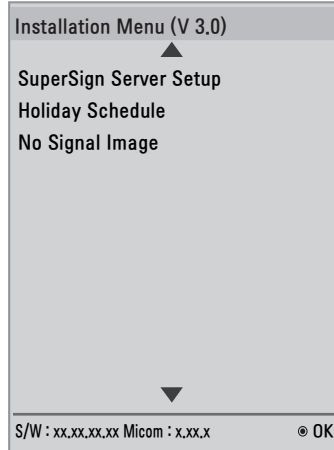 Installation Menu (V 3.0)
SuperSign Server Setup
Holiday Schedule
No Signal Image
S/W : xx.xx.xx.xx Micom : x.xx.x ◉ OK